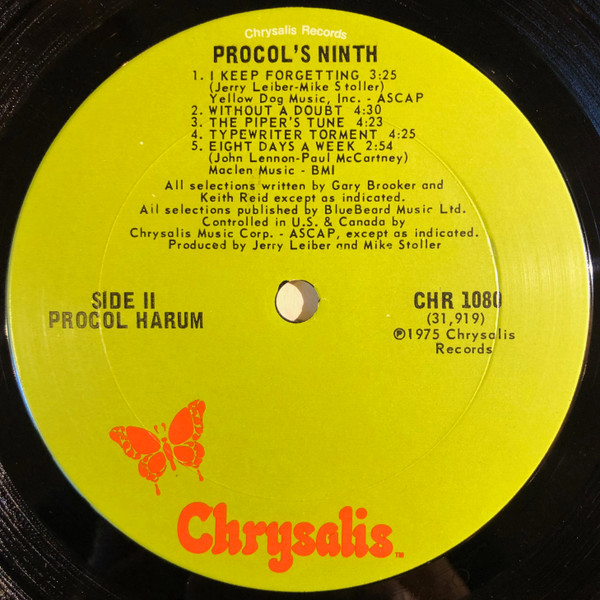 Chrysalis Records
PROCOL'S NINTH
1. I KEEP FORGETTING 3:25
(Jerry Leiber-Mike Stoller)
Yellow Dog Music, Inc. - ASCAP
2. WITHOUT A DOUBT 4:30
3. THE PIPER'S TUNE 4:23
4. TYPEWRITER TORMENT 4:25
5. EIGHT DAYS A WEEK 2:54
(John Lennon-Paul McCartney)
Maclen Music - BMI
All selections written by Gary Brooker and
Keith Reid except as indicated.
All selections published by BlueBeard Music Ltd.
Controlled in U.S. & Canada by
Chrysalis Music Corp. - ASCAP, except as indicated.
Produced by Jerry Leiber and Mike Stoller
SIDE II
PROCOL HARUM
CHR 1080
(31,919)
℗1975 Chrysalis
Records
Chrysalis™